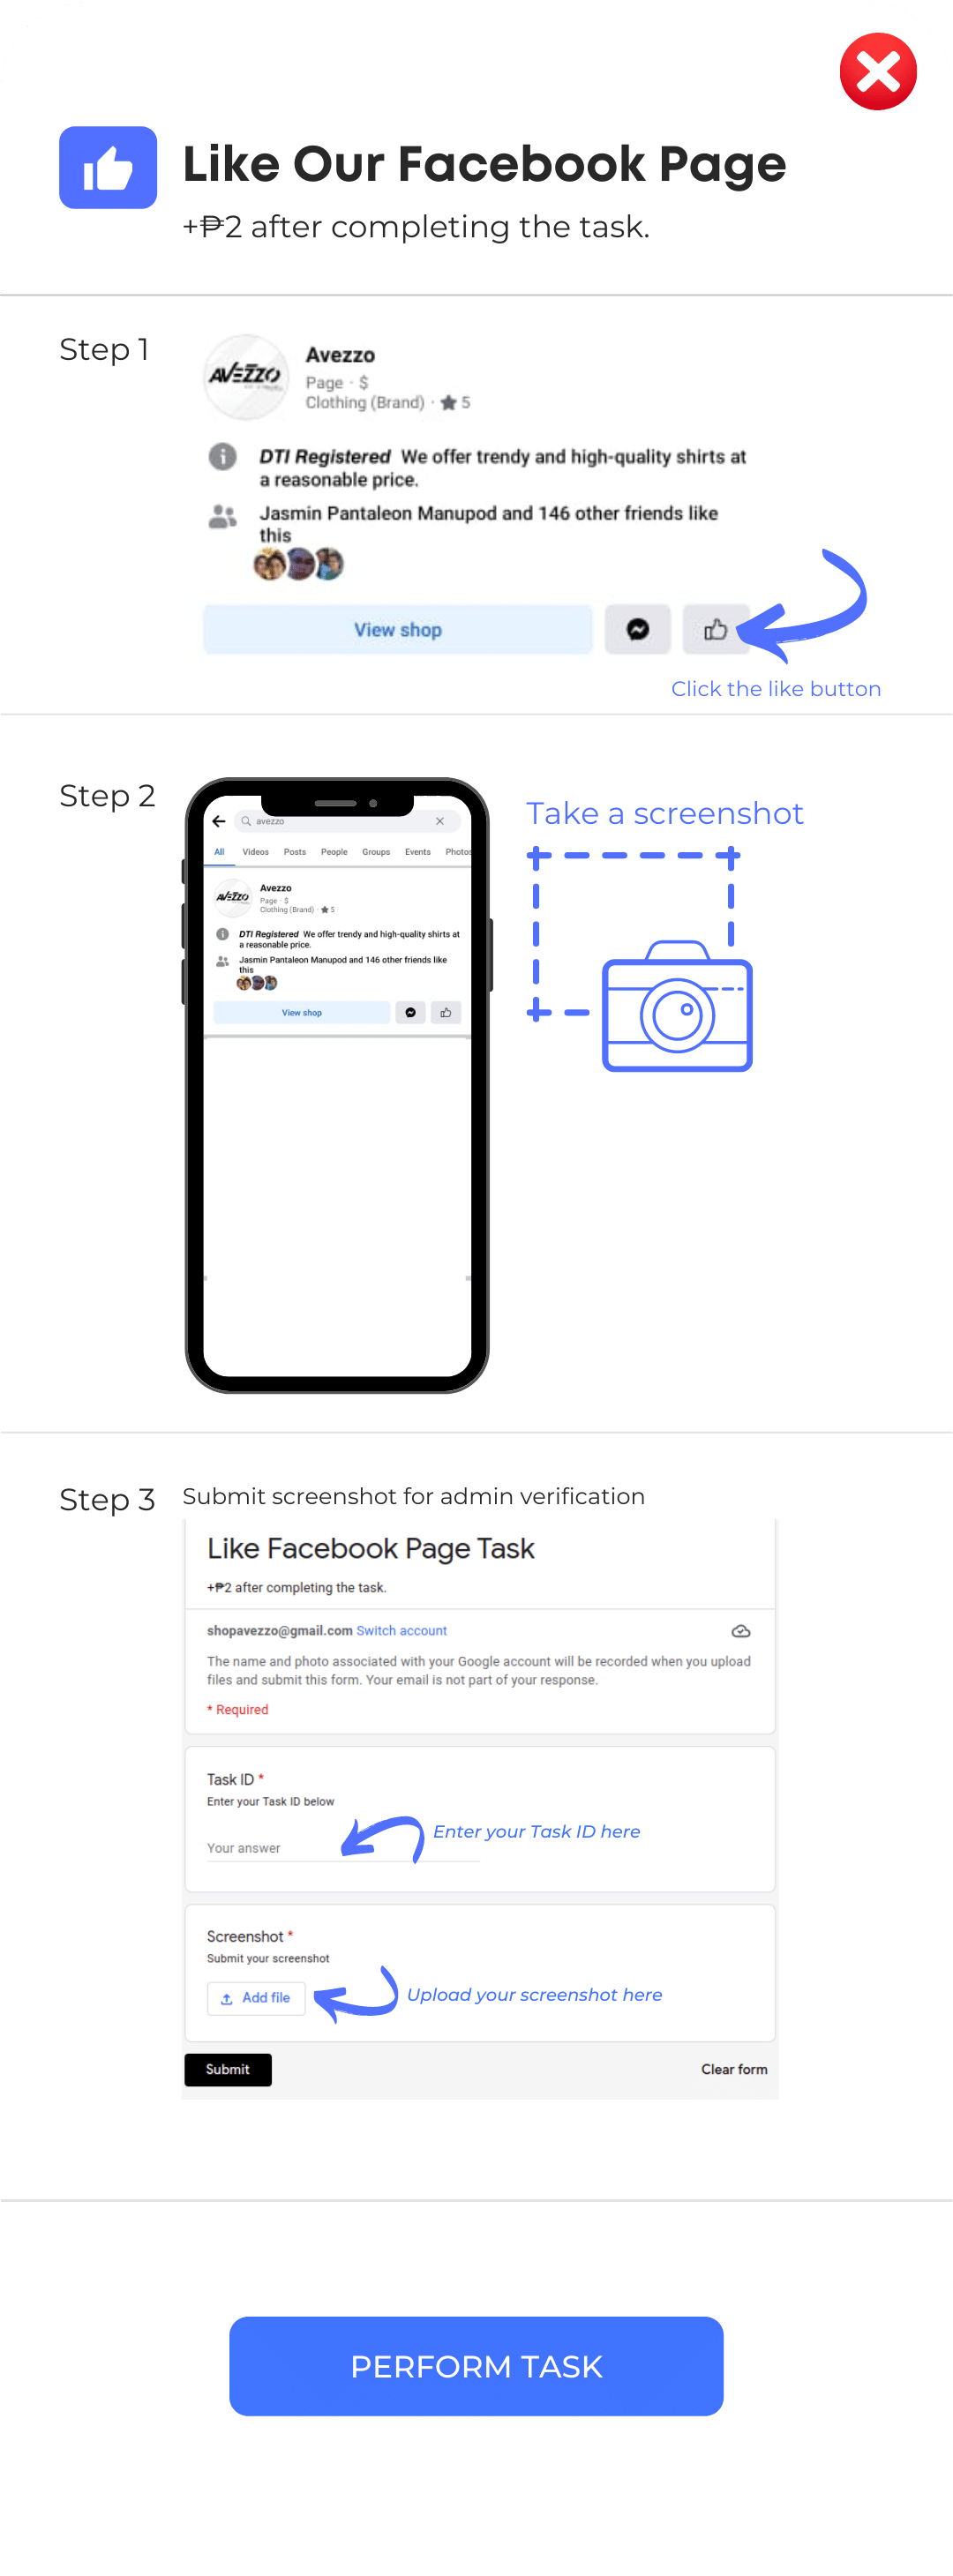 Like Our Facebook Page
+₱2 after completing the task.
Step 1
AVEZZO
Avezzo
Page · $
Clothing (Brand) · ★ 5
DTI Registered We offer trendy and high-quality shirts at
a reasonable price.
Jasmin Pantaleon Manupod and 146 other friends like
this
View shop
Click the like button
Step 2
avezzo
All Videos Posts People Groups Events Photos
AVEZZO
Avezzo
Page · $
Clothing (Brand) · ★ 5
DTI Registered We offer trendy and high-quality shirts at
a reasonable price.
Jasmin Pantaleon Manupod and 146 other friends like
this
View shop
Take a screenshot
Step 3
Submit screenshot for admin verification
Like Facebook Page Task
+₱2 after completing the task.
shopavezzo@gmail.com Switch account
The name and photo associated with your Google account will be recorded when you upload
files and submit this form. Your email is not part of your response.
* Required
Task ID *
Enter your Task ID below
Your answer
Enter your Task ID here
Screenshot *
Submit your screenshot
Add file
Upload your screenshot here
Submit
Clear form
PERFORM TASK